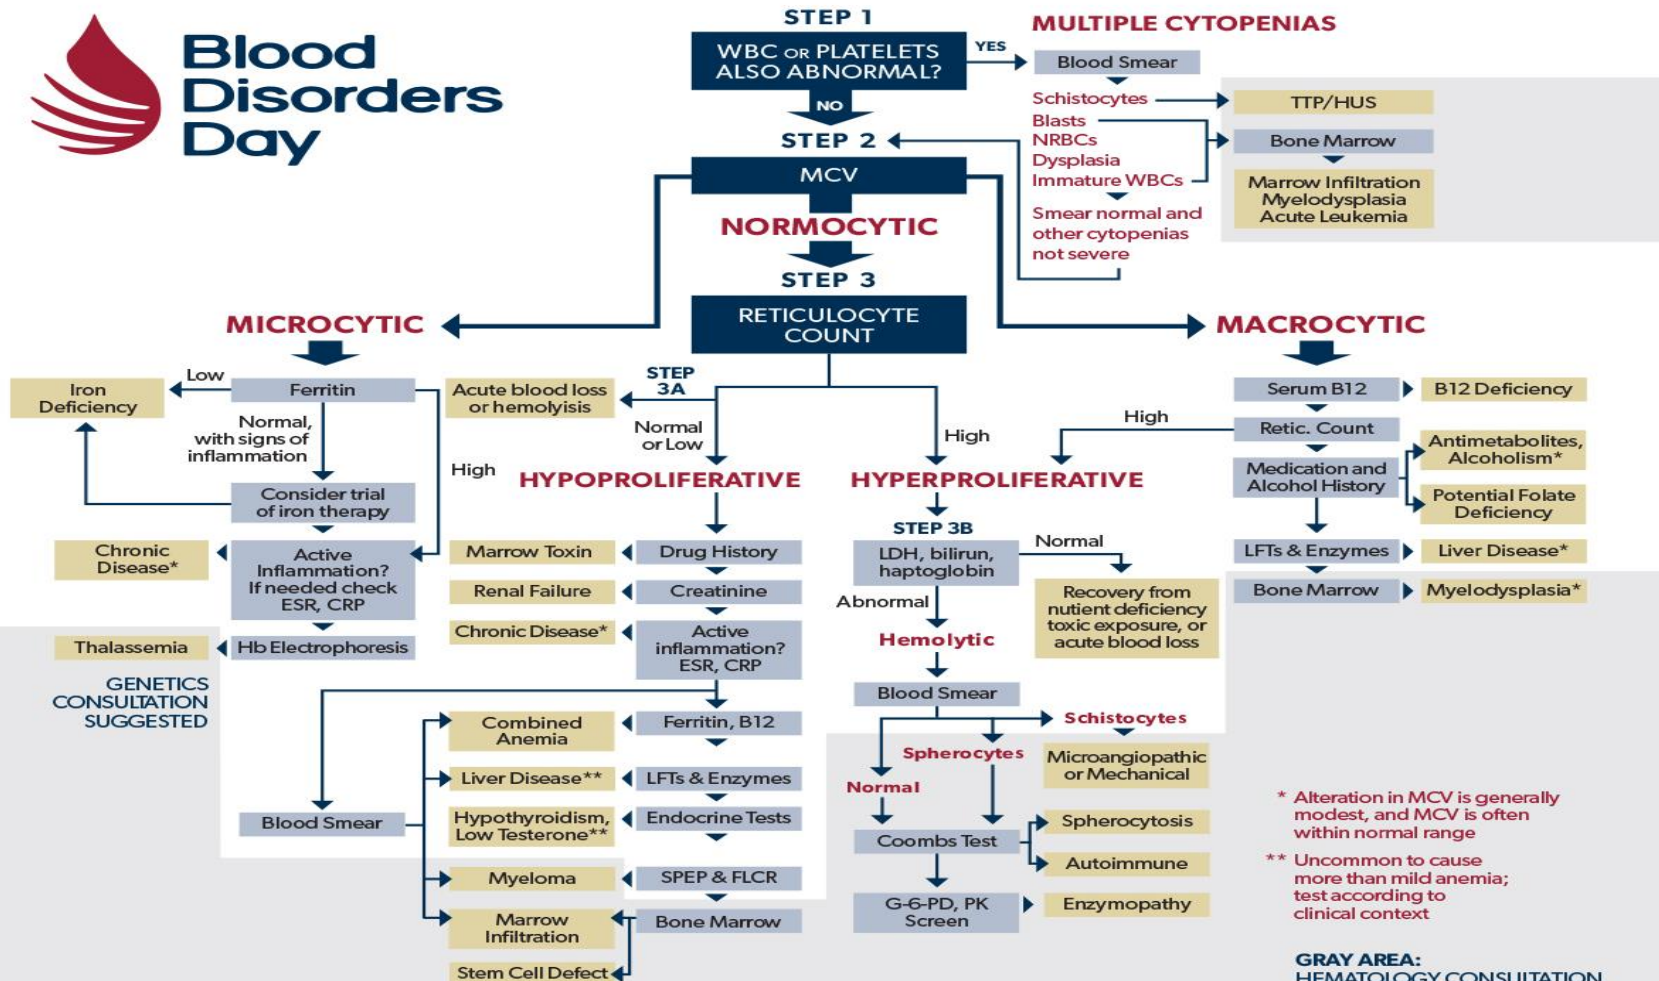 Blood
Disorders
Day
STEP 1
WBC OR PLATELETS
ALSO ABNORMAL?
YES
NO
MULTIPLE CYTOPENIAS
Blood Smear
Schistocytes
TTP/HUS
Blasts
NRBCs
Dysplasia
Immature WBCs
Bone Marrow
Marrow Infiltration
Myelodysplasia
Acute Leukemia
Smear normal and
other cytopenias
not severe
STEP 2
MCV
NORMOCYTIC
STEP 3
RETICULOCYTE
COUNT
MICROCYTIC
Ferritin
Low
Iron
Deficiency
Normal,
with signs of
inflammation
High
Consider trial
of iron therapy
Chronic
Disease*
Active
Inflammation?
If needed check
ESR, CRP
Thalassemia
Hb Electrophoresis
GENETICS
CONSULTATION
SUGGESTED
STEP
3A
Acute blood loss
or hemolyisis
Normal
or Low
HYPOPROLIFERATIVE
Marrow Toxin
Drug History
Renal Failure
Creatinine
Chronic Disease*
Active
inflammation?
ESR, CRP
Combined
Anemia
Ferritin, B12
Liver Disease**
LFTs & Enzymes
Blood Smear
Hypothyroidism,
Low Testerone**
Endocrine Tests
Myeloma
SPEP & FLCR
Marrow
Infiltration
Bone Marrow
Stem Cell Defect
High
HYPERPROLIFERATIVE
STEP 3B
LDH, bilirun,
haptoglobin
Normal
Recovery from
nutient deficiency
toxic exposure, or
acute blood loss
Abnormal
Hemolytic
Blood Smear
Schistocytes
Spherocytes
Normal
Microangiopathic
or Mechanical
Coombs Test
Spherocytosis
Autoimmune
G-6-PD, PK
Screen
Enzymopathy
MACROCYTIC
Serum B12
B12 Deficiency
High
Retic. Count
Medication and
Alcohol History
Antimetabolites,
Alcoholism*
Potential Folate
Deficiency
LFTs & Enzymes
Liver Disease*
Bone Marrow
Myelodysplasia*
* Alteration in MCV is generally
modest, and MCV is often
within normal range
** Uncommon to cause
more than mild anemia;
test according to
clinical context
GRAY AREA:
HEMATOLOGY CONSULTATION